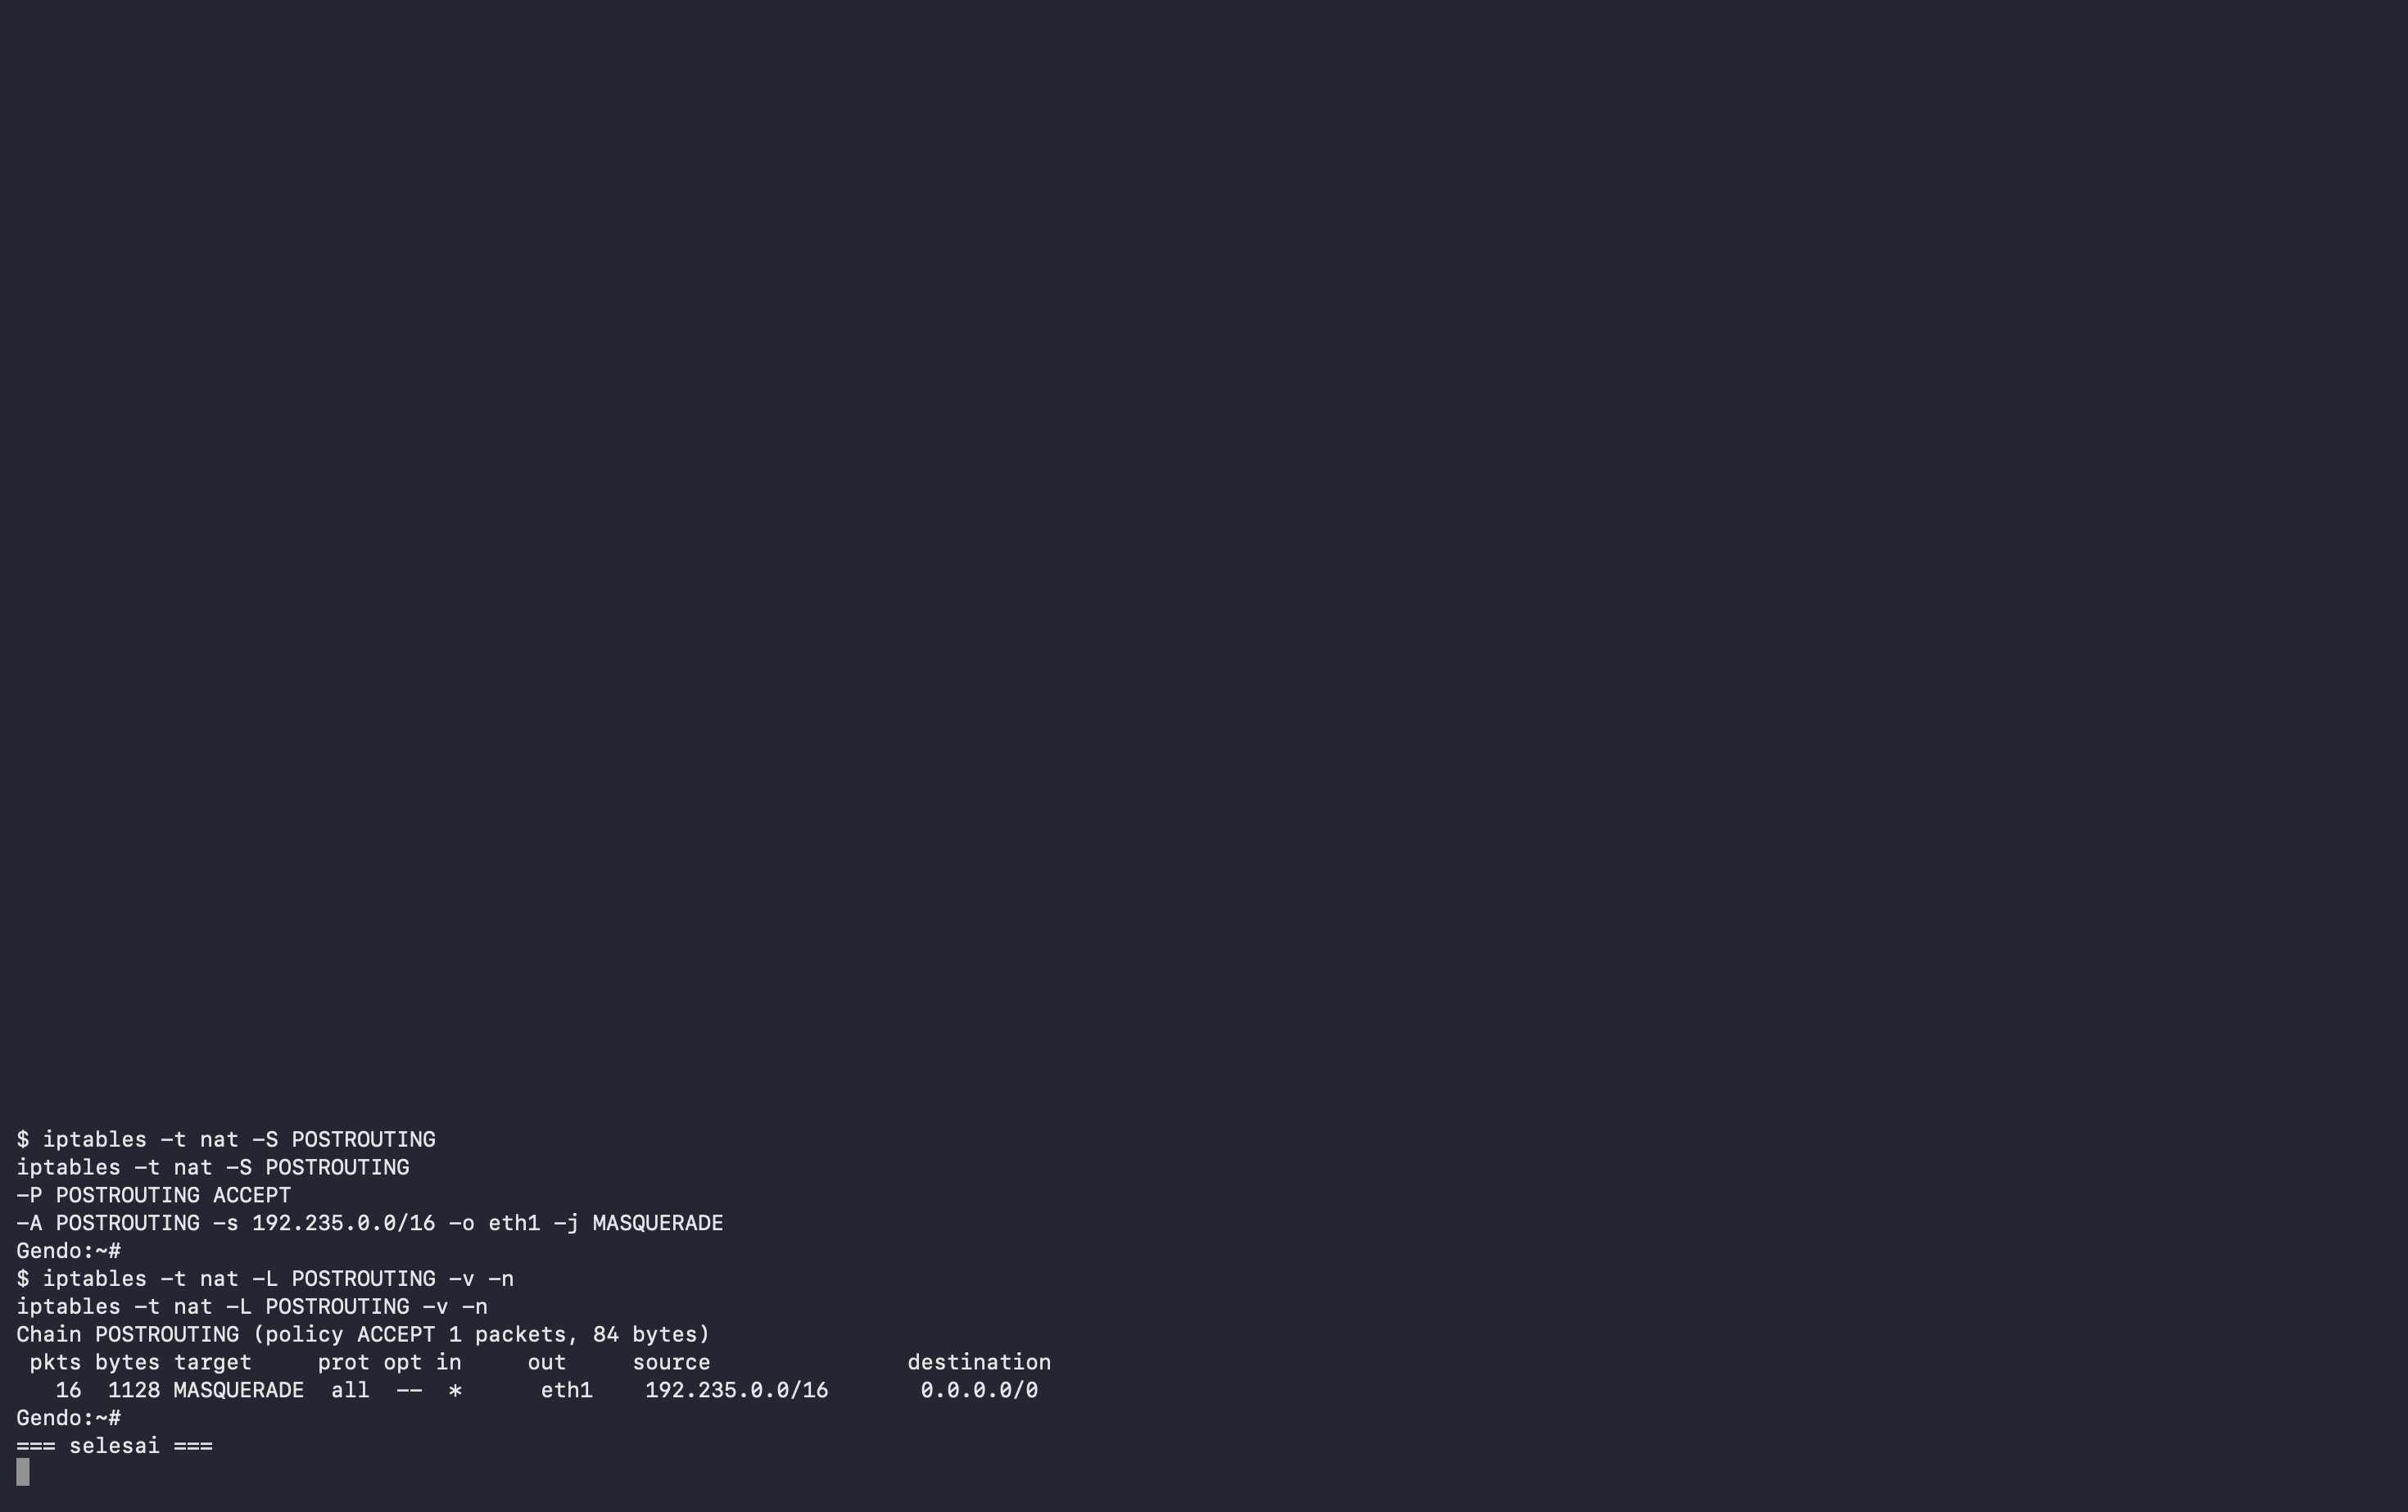 $ iptables -t nat -S POSTROUTING
iptables -t nat -S POSTROUTING
-P POSTROUTING ACCEPT
-A POSTROUTING -s 192.235.0.0/16 -o eth1 -j MASQUERADE
Gendo:~#
$ iptables -t nat -L POSTROUTING -v -n
iptables -t nat -L POSTROUTING -v -n
Chain POSTROUTING (policy ACCEPT 1 packets, 84 bytes)
 pkts bytes target     prot opt in     out     source               destination
   16  1128 MASQUERADE  all  --  *      eth1    192.235.0.0/16       0.0.0.0/0
Gendo:~#
=== selesai ===